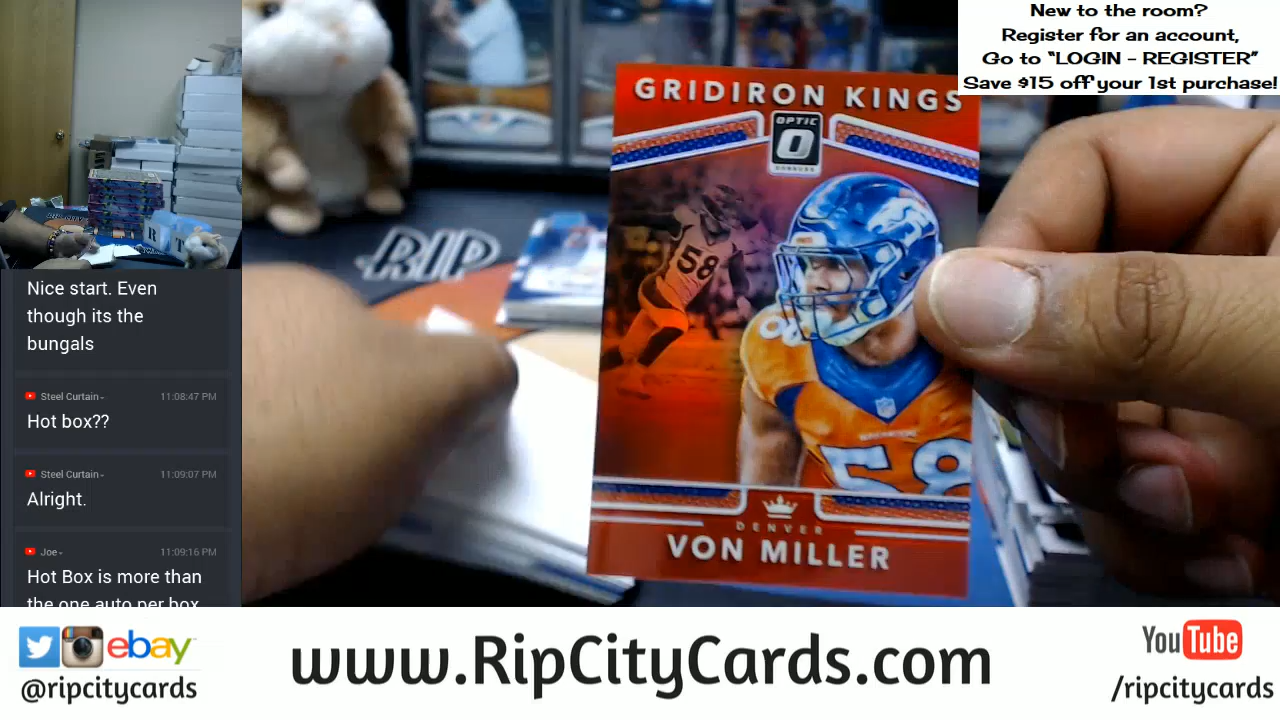 New to the room?
Register for an account,
Go to “LOGIN - REGISTER”
Save $15 off your 1st purchase!
GRIDIRON KINGS
OPTIC
O
DONRUSS
58
58
DENVER
VON MILLER
RIP
Nice start. Even
though its the
bungals
Steel Curtain - 11:08:47 PM
Hot box??
Steel Curtain - 11:09:07 PM
Alright.
Joe - 11:09:16 PM
Hot Box is more than
the one auto per box
ebay
@ripcitycards
www.RipCityCards.com
YouTube
/ripcitycards